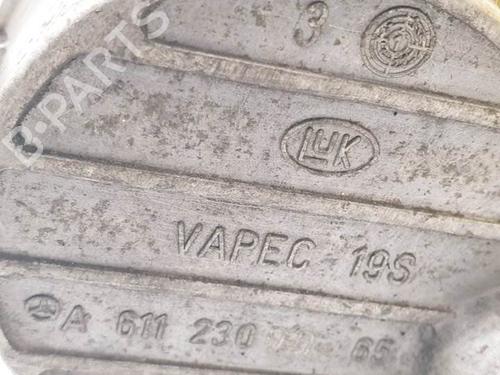 3
LuK
VAPEC 19S
A 611 230 65
B-PARTS